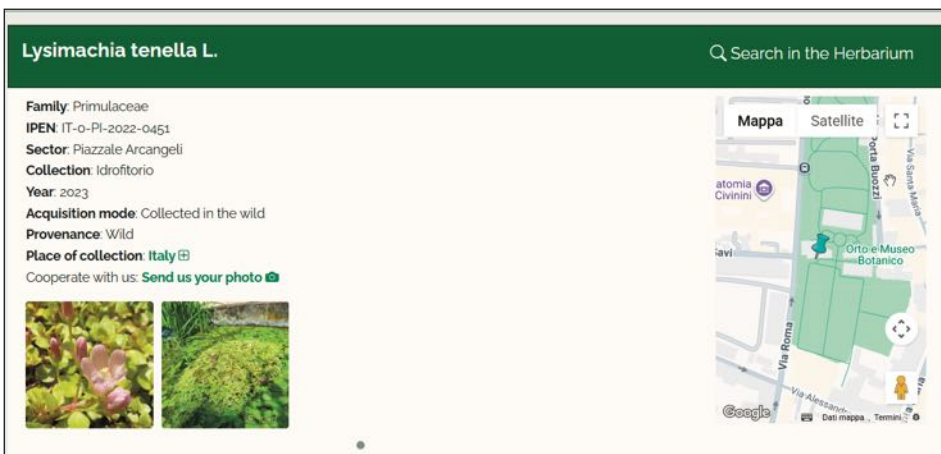 Lysimachia tenella L.
Search in the Herbarium
Family: Primulaceae
IPEN: IT-0-PI-2022-0451
Sector: Piazzale Arcangeli
Collection: Idrofitorio
Year: 2023
Acquisition mode: Collected in the wild
Provenance: Wild
Place of collection: Italy
Cooperate with us: Send us your photo
Mappa
Satellite
Porta Buozzi
Via Santa Maria
atomia
Civinini
Orto e Museo
Botanico
Savi
Via Roma
Via Alessand
Google
Dati mappa
Termini